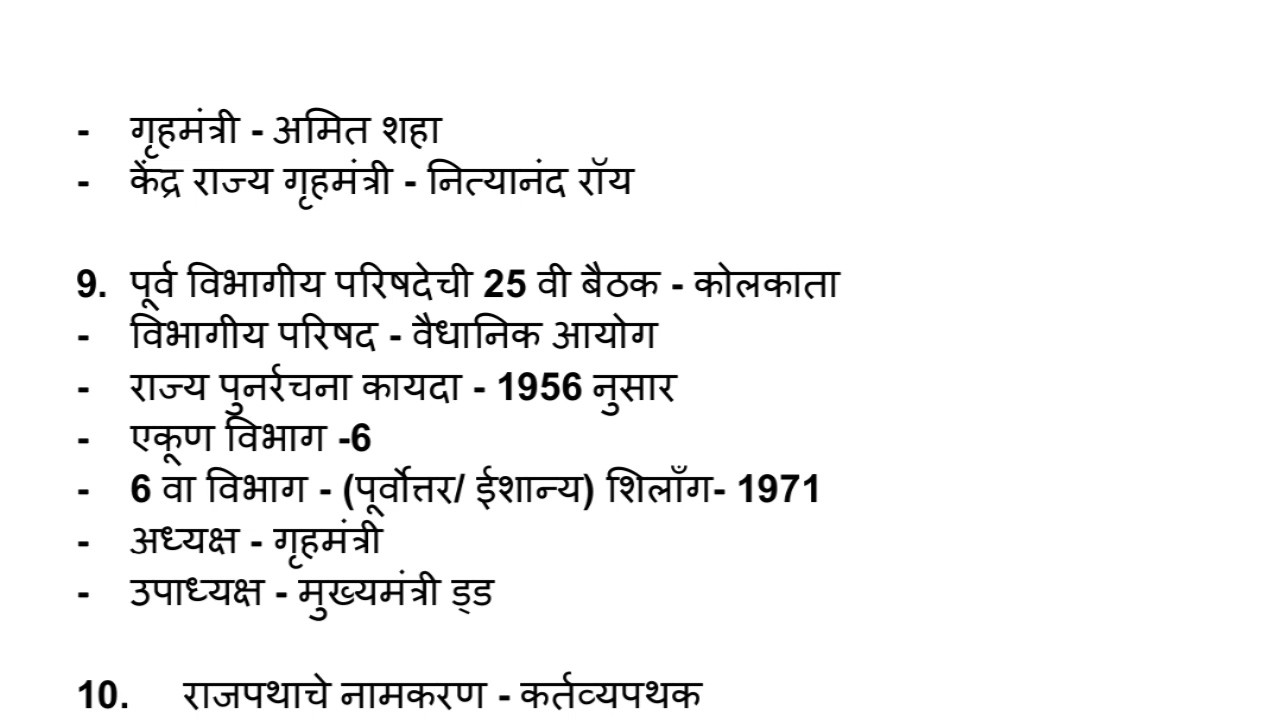 - गृहमंत्री - अमित शहा
- केंद्र राज्य गृहमंत्री - नित्यानंद रॉय
9. पूर्व विभागीय परिषदेची 25 वी बैठक - कोलकाता
- विभागीय परिषद - वैधानिक आयोग
- राज्य पुनर्रचना कायदा - 1956 नुसार
- एकूण विभाग -6
- 6 वा विभाग - (पूर्वोत्तर/ ईशान्य) शिलाँग- 1971
- अध्यक्ष - गृहमंत्री
- उपाध्यक्ष - मुख्यमंत्री ड्ड
10. राजपथाचे नामकरण - कर्तव्यपथक